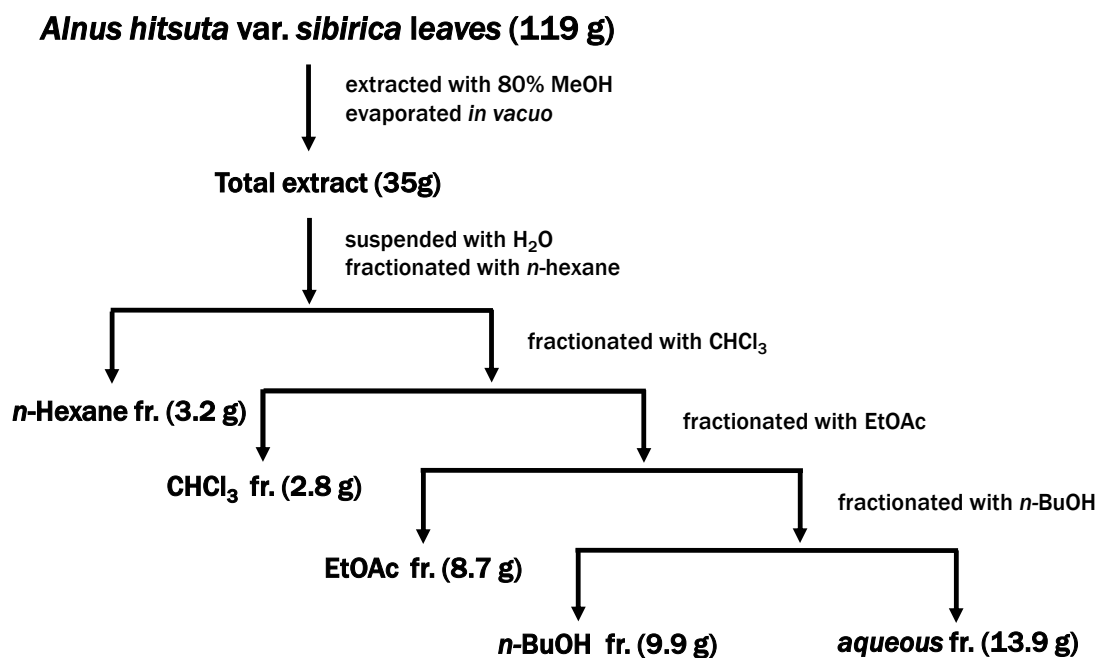 Alnus hitsuta var. sibirica leaves (119 g)
extracted with 80% MeOH
evaporated in vacuo
Total extract (35g)
suspended with H₂O
fractionated with n-hexane
fractionated with CHCl₃
n-Hexane fr. (3.2 g)
fractionated with EtOAc
CHCl₃ fr. (2.8 g)
fractionated with n-BuOH
EtOAc fr. (8.7 g)
n-BuOH fr. (9.9 g)
aqueous fr. (13.9 g)